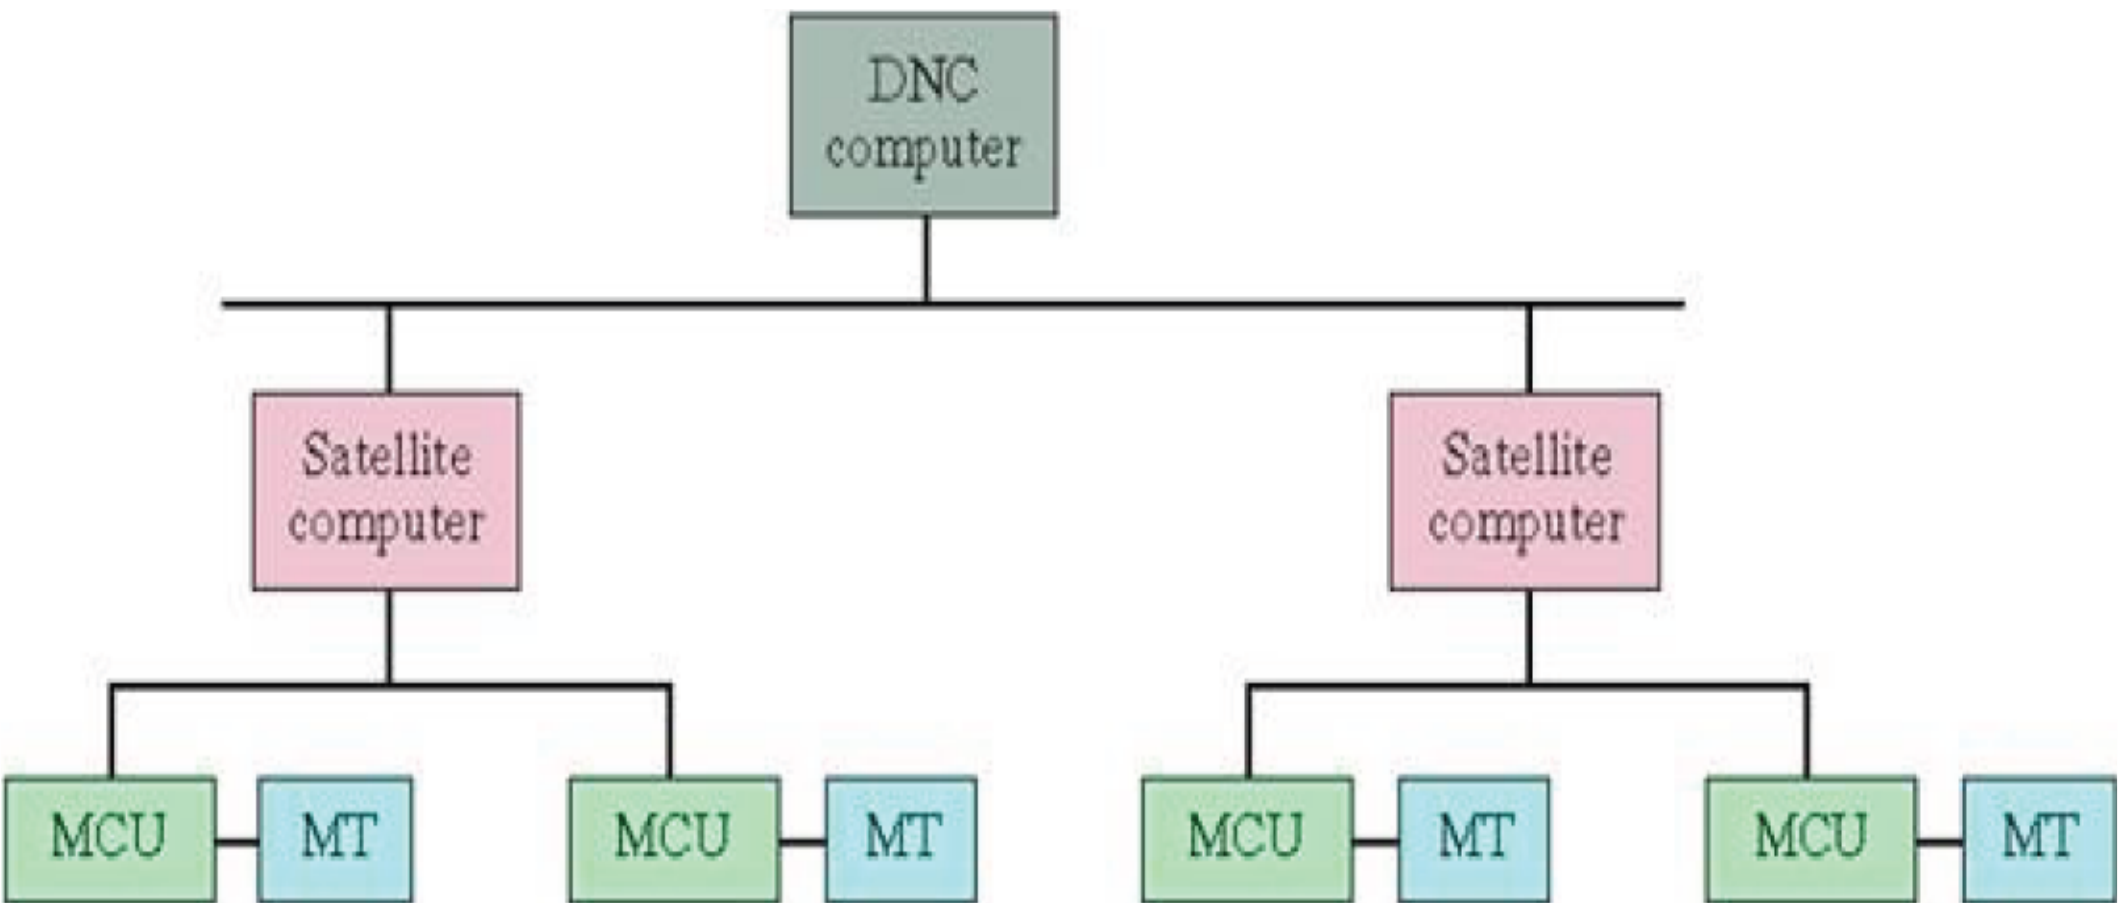 DNC
computer
Satellite
computer
Satellite
computer
MCU
MT
MCU
MT
MCU
MT
MCU
MT